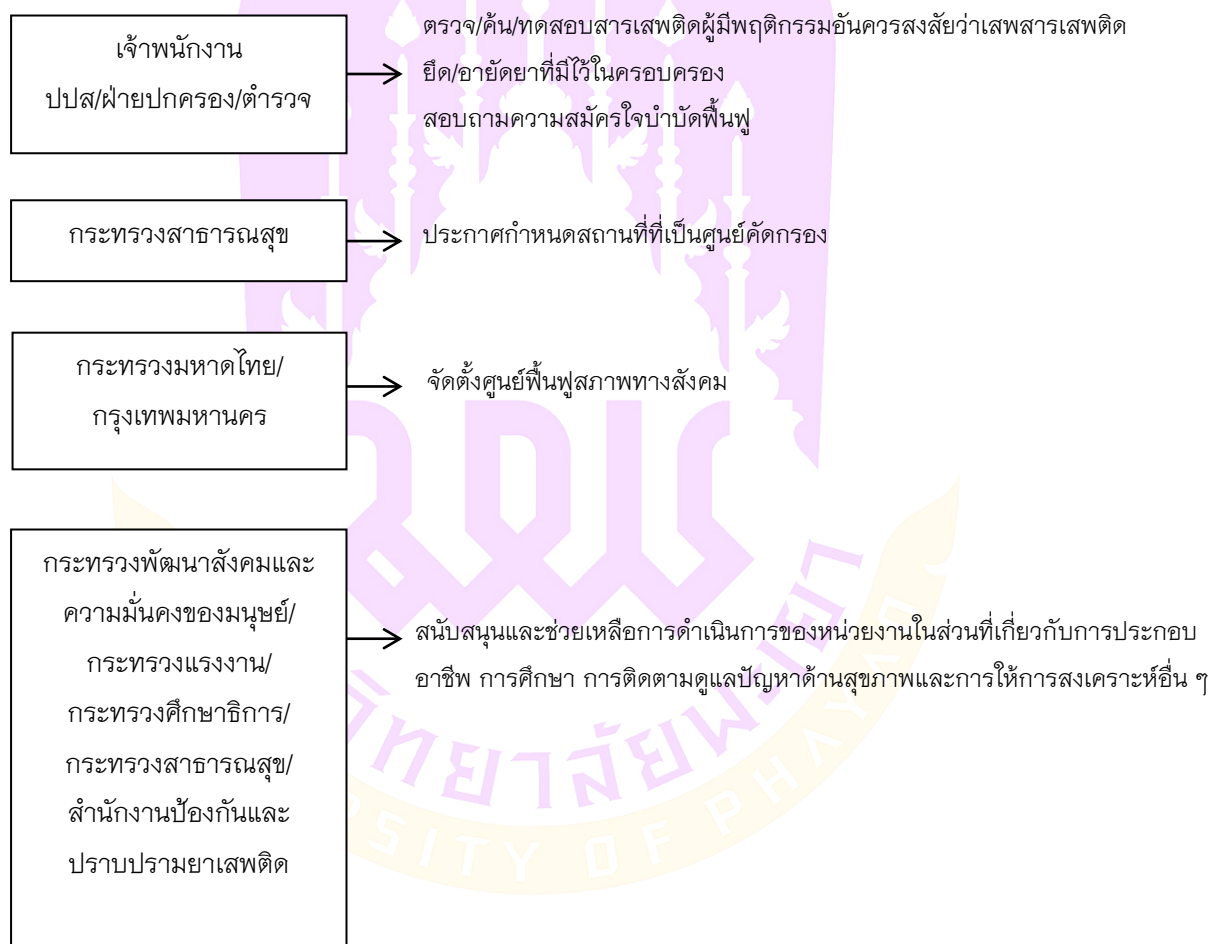 เจ้าพนักงาน
ปปส/ฝ่ายปกครอง/ตำรวจ
ตรวจ/ค้น/ทดสอบสารเสพติดผู้มีพฤติกรรมอันควรสงสัยว่าเสพสารเสพติด
ยึด/อายัดยาที่มีไว้ในครอบครอง
สอบถามความสมัครใจบำบัดฟื้นฟู
กระทรวงสาธารณสุข
ประกาศกำหนดสถานที่ที่เป็นศูนย์คัดกรอง
กระทรวงมหาดไทย/
กรุงเทพมหานคร
จัดตั้งศูนย์ฟื้นฟูสภาพทางสังคม
กระทรวงพัฒนาสังคมและ
ความมั่นคงของมนุษย์/
กระทรวงแรงงาน/
กระทรวงศึกษาธิการ/
กระทรวงสาธารณสุข/
สำนักงานป้องกันและ
ปราบปรามยาเสพติด
สนับสนุนและช่วยเหลือการดำเนินการของหน่วยงานในส่วนที่เกี่ยวกับการประกอบ
อาชีพ การศึกษา การติดตามดูแลปัญหาด้านสุขภาพและการให้การสงเคราะห์อื่น ๆ
วิทยาลัยพะเยา
RSITY OF PHAYAO